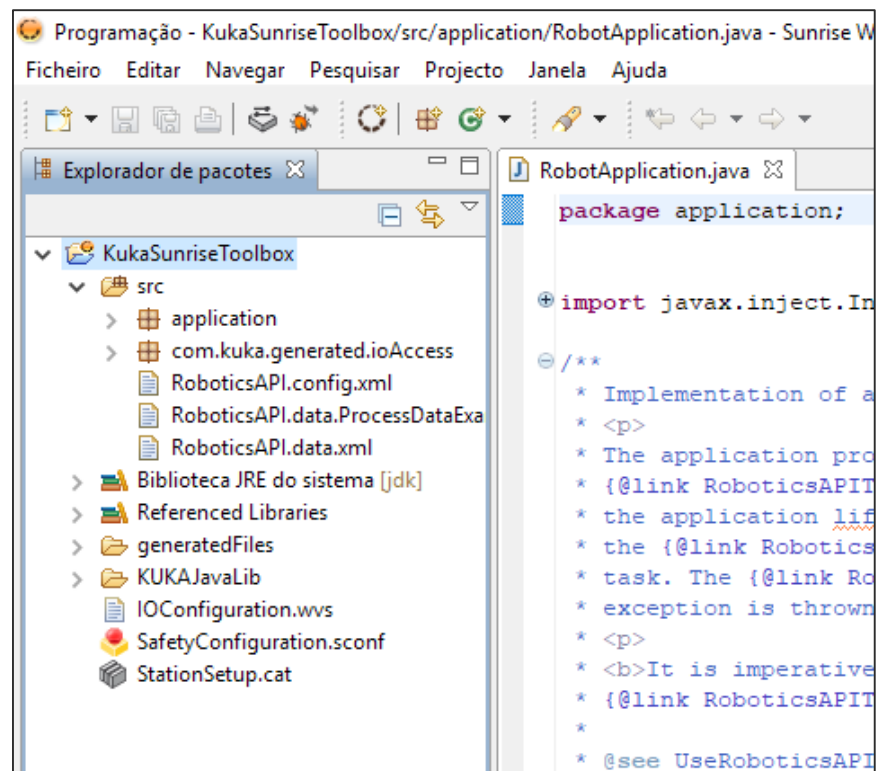 Programação - KukaSunriseToolbox/src/application/RobotApplication.java - Sunrise W
Ficheiro Editar Navegar Pesquisar Projecto Janela Ajuda
Explorador de pacotes
KukaSunriseToolbox
src
application
com.kuka.generated.ioAccess
RoboticsAPI.config.xml
RoboticsAPI.data.ProcessDataExa
RoboticsAPI.data.xml
Biblioteca JRE do sistema [jdk]
Referenced Libraries
generatedFiles
KUKAJavaLib
IOConfiguration.wvs
SafetyConfiguration.sconf
StationSetup.cat
RobotApplication.java
package application;
import javax.inject.In
/**
* Implementation of a
* <p>
* The application pro
* {@link RoboticsAPIT
* the application lif
* the {@link Robotics
* task. The {@link Ro
* exception is thrown
* <p>
* <b>It is imperative
* {@link RoboticsAPIT
*
* @see UseRoboticsAPI